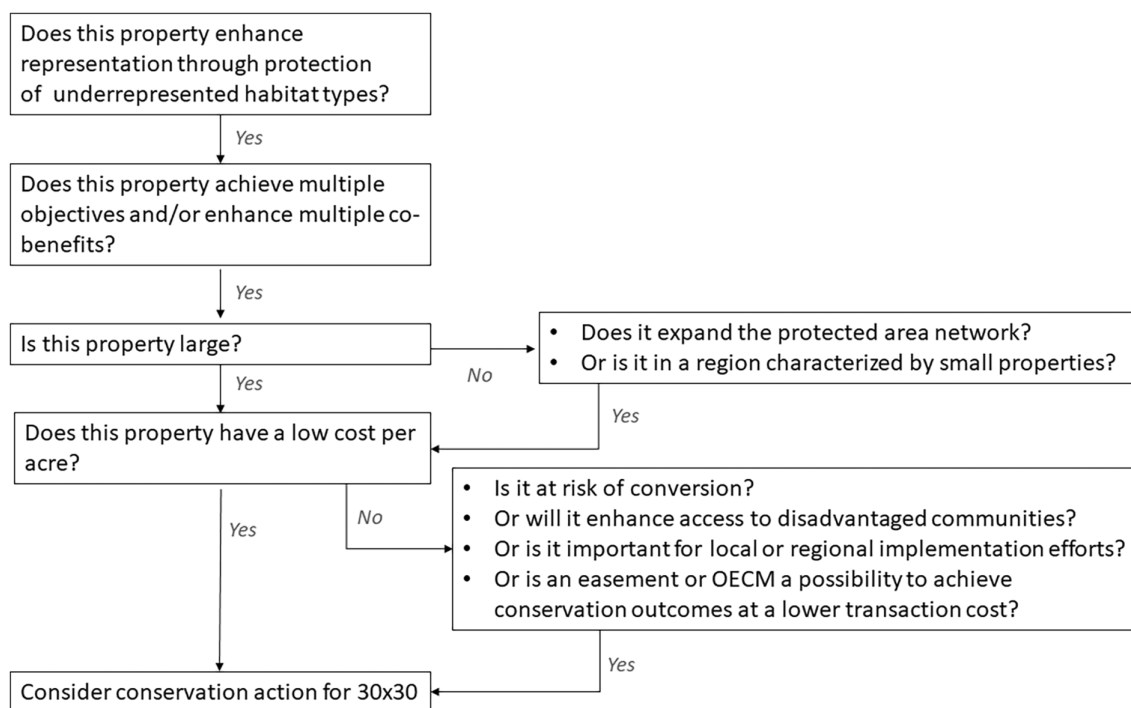 Does this property enhance
representation through protection
of underrepresented habitat types?
Yes
Does this property achieve multiple
objectives and/or enhance multiple co-
benefits?
Yes
Is this property large?
No
• Does it expand the protected area network?
• Or is it in a region characterized by small properties?
Yes
Yes
Does this property have a low cost per
acre?
Yes
No
• Is it at risk of conversion?
• Or will it enhance access to disadvantaged communities?
• Or is it important for local or regional implementation efforts?
• Or is an easement or OECM a possibility to achieve
conservation outcomes at a lower transaction cost?
Yes
Consider conservation action for 30x30